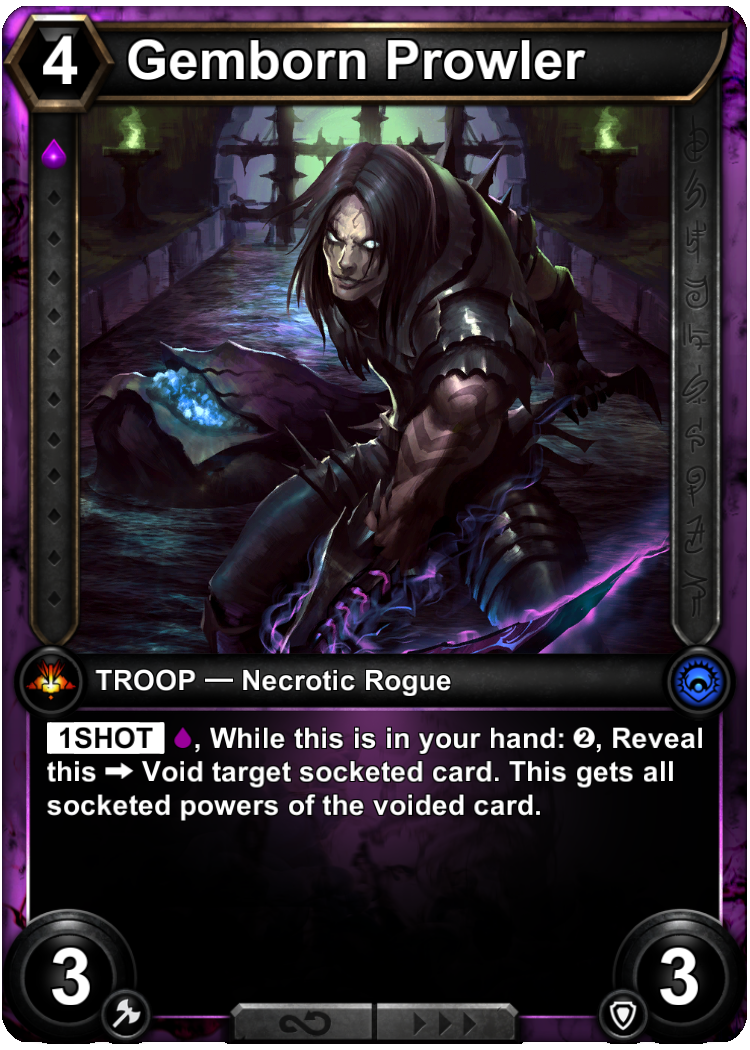 4 Gemborn Prowler
TROOP — Necrotic Rogue
1SHOT , While this is in your hand: ❷, Reveal
this ➡ Void target socketed card. This gets all
socketed powers of the voided card.
3 3